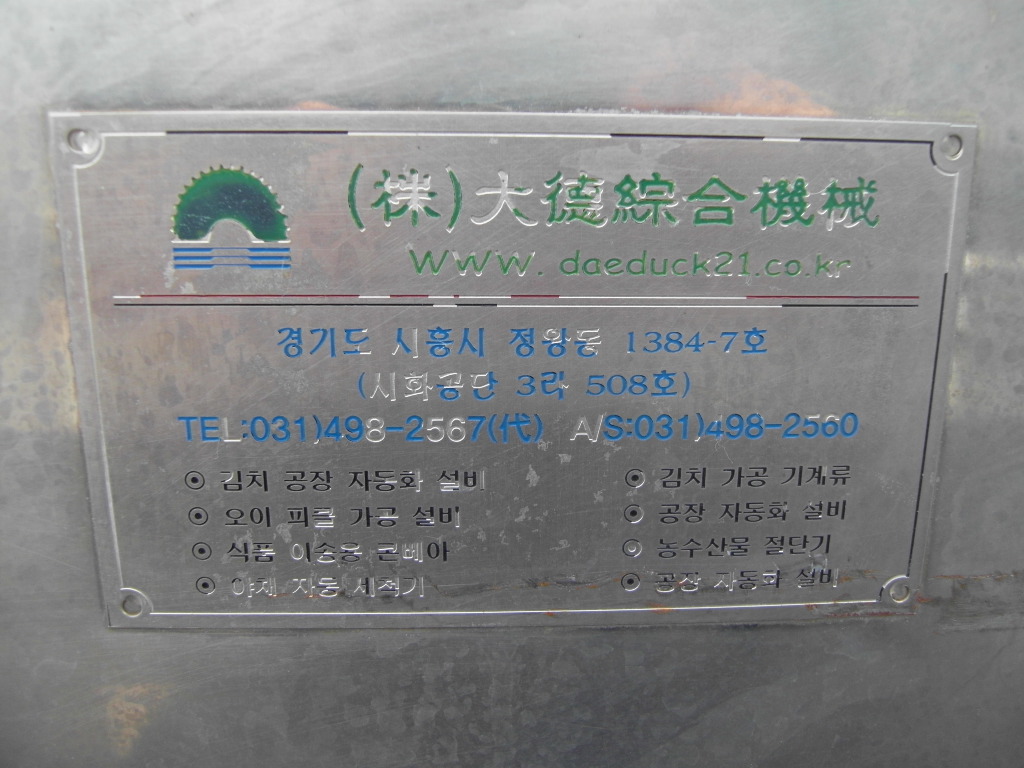 (株)大德綜合機械
WWW. daeduck21.co.kr
경기도 시흥시 정왕동 1384-7호
(시화공단 3라 508호)
TEL:031)498-2567(代) A/S:031)498-2560
⊙ 김치 공장 자동화 설비 ⊙ 김치 가공 기계류
⊙ 오이 피클 가공 설비 ⊙ 공장 자동화 설비
⊙ 식품 이송용 콘베아 ⊙ 농수산물 절단기
⊙ 야채 자동 세척기 ⊙ 공장 자동화 설비